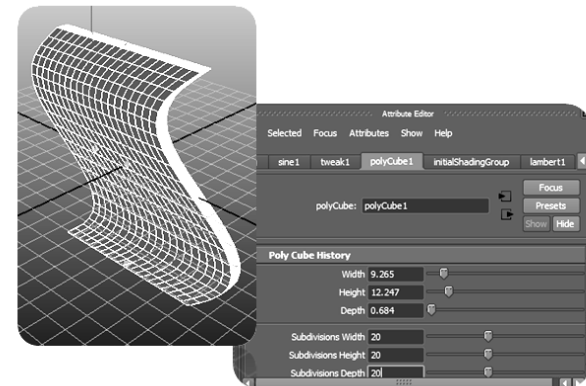 Attribute Editor
Selected Focus Attributes Show Help
sine1 tweak1 polyCube1 initialShadingGroup lambert1
Focus
polyCube: polyCube1 Presets
Show Hide
Poly Cube History
Width 9.265
Height 12.247
Depth 0.684
Subdivisions Width 20
Subdivisions Height 20
Subdivisions Depth 20